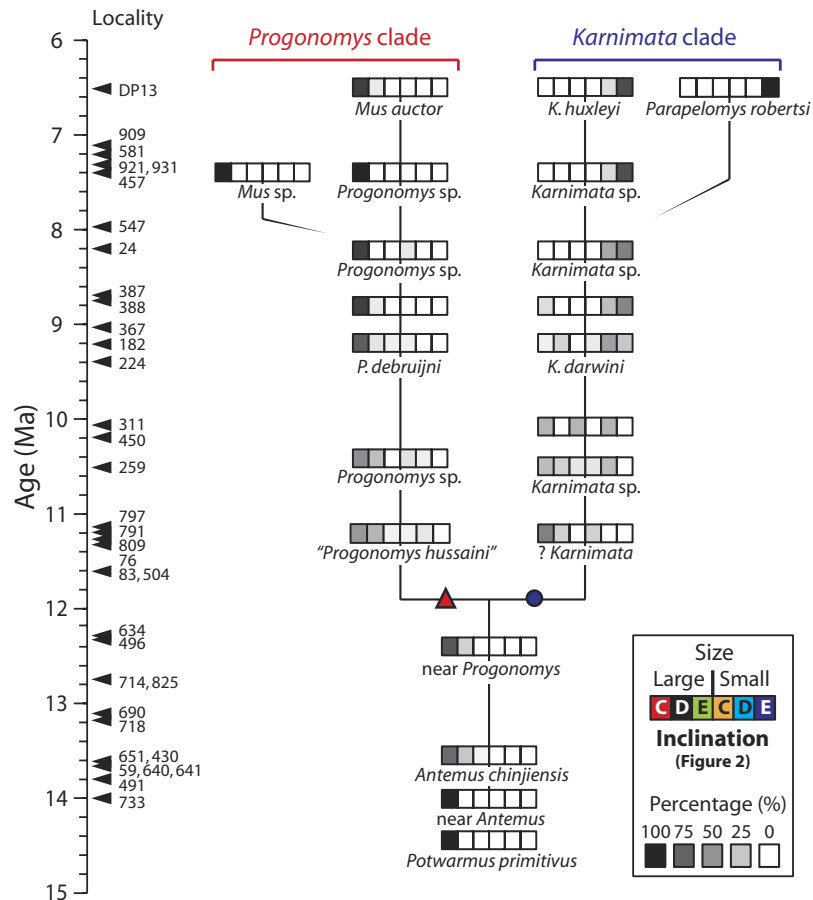 Locality
Progonomys clade
Karnimata clade
6
DP13
Mus auctor
K. huxleyi
Parapelomys robertsi
7
909
581
921, 931
457
Mus sp.
Progonomys sp.
Karnimata sp.
547
8
24
Progonomys sp.
Karnimata sp.
387
388
9
367
182
224
P. debruijni
K. darwini
10
311
450
259
Progonomys sp.
Karnimata sp.
Age (Ma)
11
797
791
809
76
83, 504
"Progonomys hussaini"
? Karnimata
12
634
496
near Progonomys
714, 825
13
690
718
651, 430
59, 640, 641
491
733
Antemus chinjiensis
14
near Antemus
Potwarmus primitivus
15
Size
Large Small
C D E C D E
Inclination
(Figure 2)
Percentage (%)
100 75 50 25 0